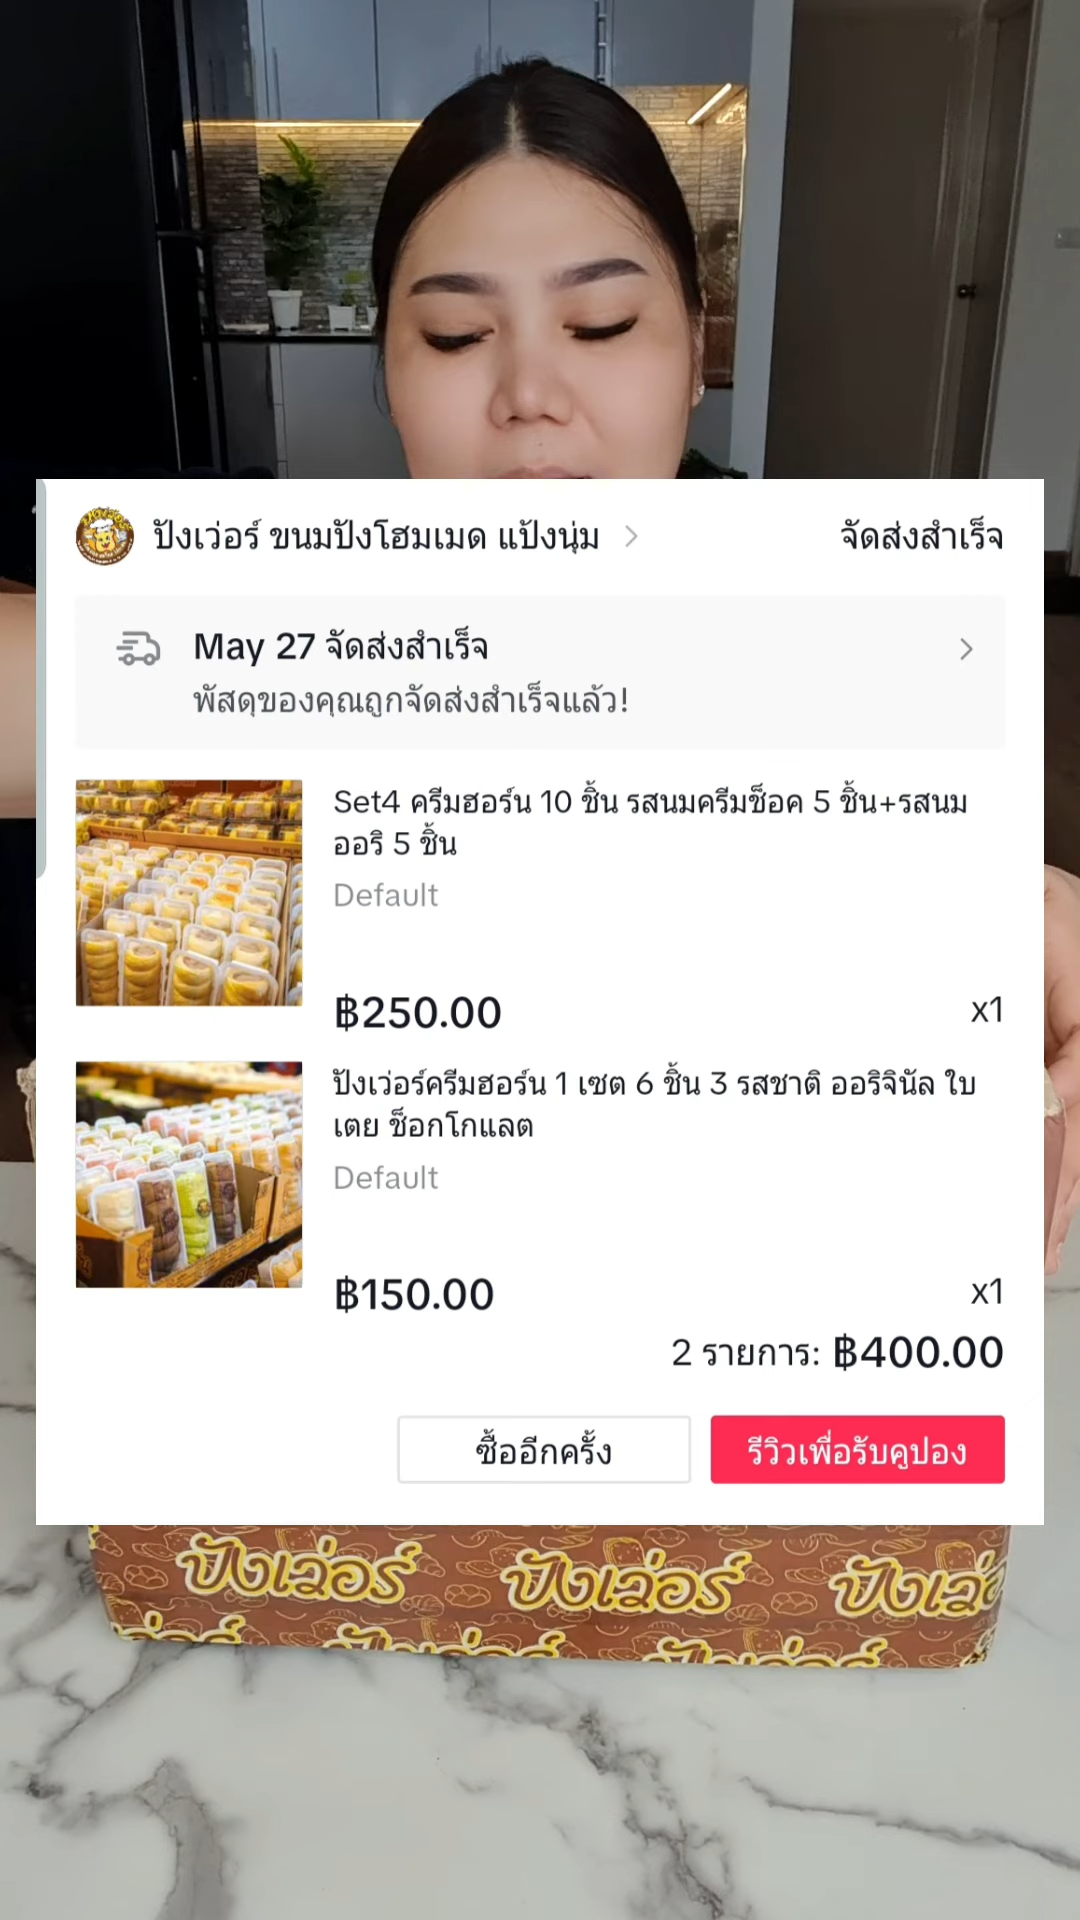 ปังเว่อร์ ขนมปังโฮมเมด แป้งนุ่ม
จัดส่งสำเร็จ
May 27 จัดส่งสำเร็จ
พัสดุของคุณถูกจัดส่งสำเร็จแล้ว!
Set4 ครีมฮอร์น 10 ชิ้น รสนมครีมช็อค 5 ชิ้น+รสนม
ออริ 5 ชิ้น
Default
฿250.00
x1
ปังเว่อร์ครีมฮอร์น 1 เซต 6 ชิ้น 3 รสชาติ ออริจินัล ใบ
เตย ช็อกโกแลต
Default
฿150.00
x1
2 รายการ: ฿400.00
ซื้ออีกครั้ง
รีวิวเพื่อรับคูปอง
ปังเว่อร์ ปังเว่อร์ ปังเว่อ